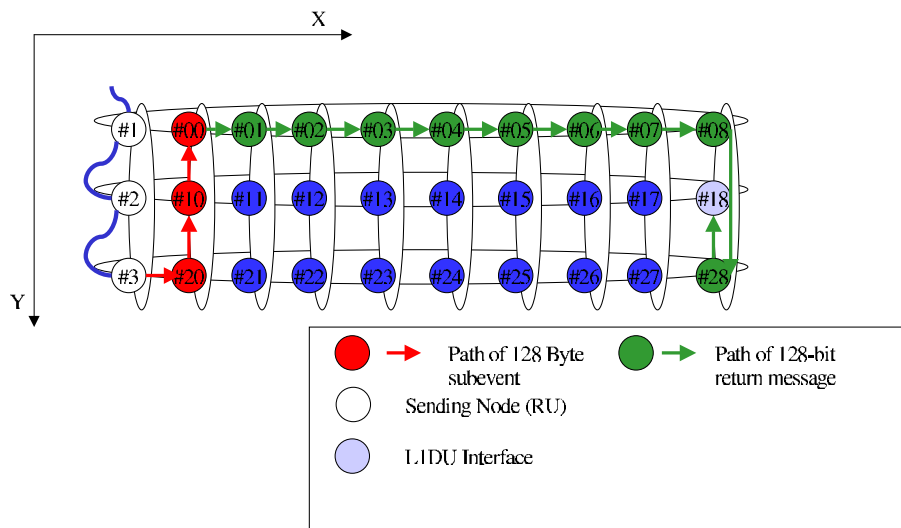 X
#1 #00 #01 #02 #03 #04 #05 #06 #07 #08
#2 #10 #11 #12 #13 #14 #15 #16 #17 #18
#3 #20 #21 #22 #23 #24 #25 #26 #27 #28
Y
Path of 128 Byte
subevent
Path of 128-bit
return message
Sending Node (RU)
L1DU Interface